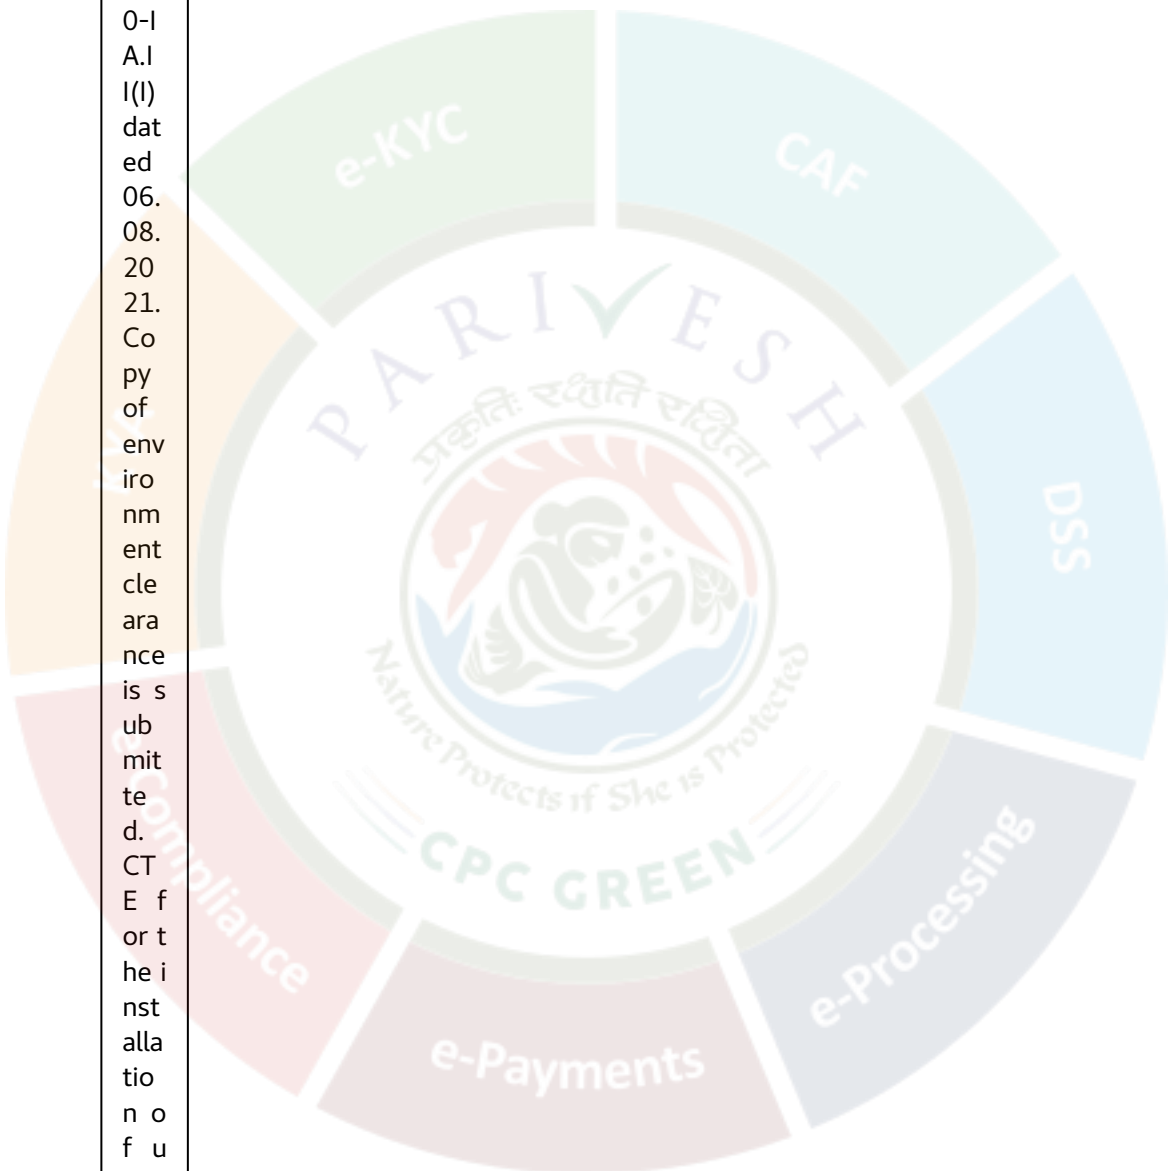 0-I
A.I
I(I)
dat
ed
06.
08.
20
21.
Co
py
of
env
iro
nm
ent
cle
ara
nce
is s
ub
mit
te
d.
CT
E f
or t
he i
nst
alla
tio
n o
f u
e-KYC
CAF
DSS
e-Processing
e-Payments
e-Compliance
KYA
PARIVESH
प्रकृतिः रक्षति रक्षिता
Nature Protects if She is Protected
CPC GREEN